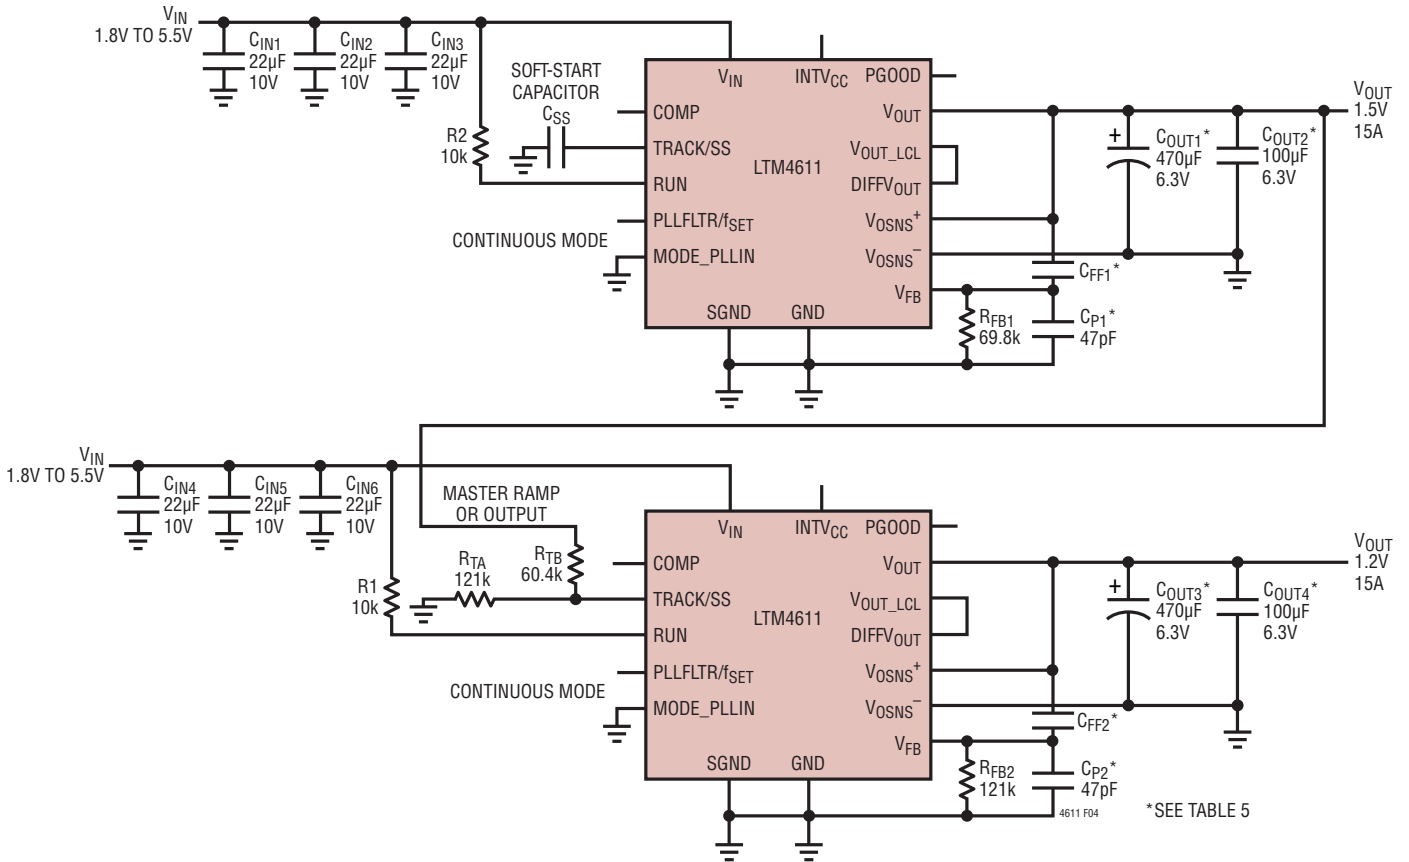 VIN
1.8V TO 5.5V
CIN1
22µF
10V
CIN2
22µF
10V
CIN3
22µF
10V
R2
10k
SOFT-START
CAPACITOR
CSS
CONTINUOUS MODE
VIN
INTVCC
PGOOD
COMP
TRACK/SS
RUN
PLLFLTR/fSET
MODE_PLLIN
SGND
GND
LTM4611
VOUT
VOUT_LCL
DIFFVOUT
VOSNS+
VOSNS–
VFB
RFB1
69.8k
CFF1*
CP1*
47pF
COUT1*
470µF
6.3V
+
COUT2*
100µF
6.3V
VOUT
1.5V
15A
VIN
1.8V TO 5.5V
CIN4
22µF
10V
CIN5
22µF
10V
CIN6
22µF
10V
R1
10k
MASTER RAMP
OR OUTPUT
RTA
121k
RTB
60.4k
CONTINUOUS MODE
VIN
INTVCC
PGOOD
COMP
TRACK/SS
RUN
PLLFLTR/fSET
MODE_PLLIN
SGND
GND
LTM4611
VOUT
VOUT_LCL
DIFFVOUT
VOSNS+
VOSNS–
VFB
RFB2
121k
CFF2*
CP2*
47pF
+
COUT3*
470µF
6.3V
COUT4*
100µF
6.3V
VOUT
1.2V
15A
4611 F04
*SEE TABLE 5